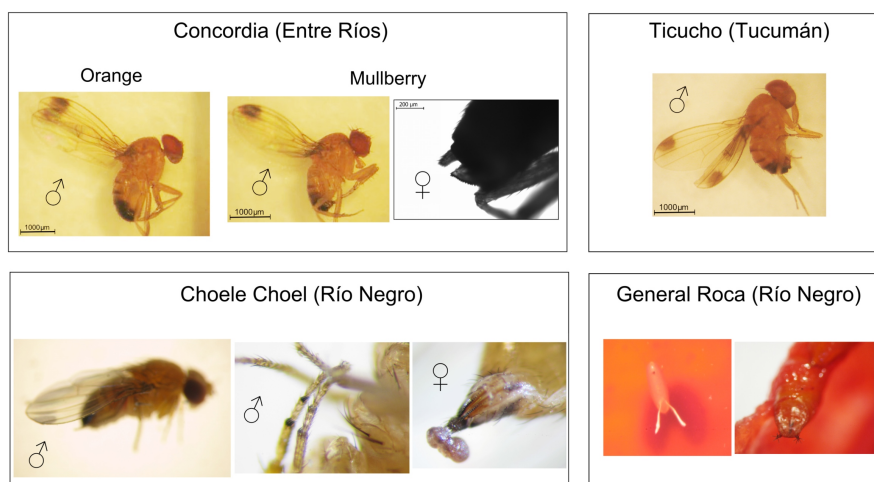 Concordia (Entre Ríos)
Orange
Mullberry
♂
1000µm
♂
1000µm
200 µm
♀
Ticucho (Tucumán)
♂
1000µm
Choele Choel (Río Negro)
♂
♂
♀
General Roca (Río Negro)